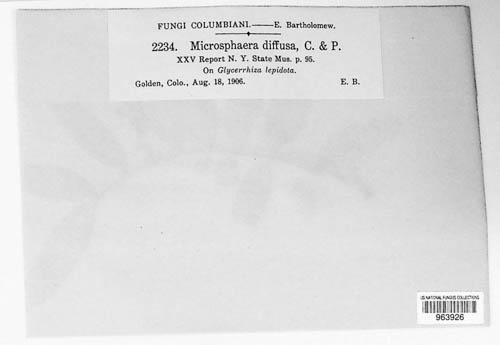 FUNGI COLUMBIANI.—E. Bartholomew.
2234. Microsphaera diffusa, C. & P.
XXV Report N. Y. State Mus. p. 95.
On Glycerrhiza lepidota.
Golden, Colo., Aug. 18, 1906. E. B.
US NATIONAL FUNGUS COLLECTIONS
963926